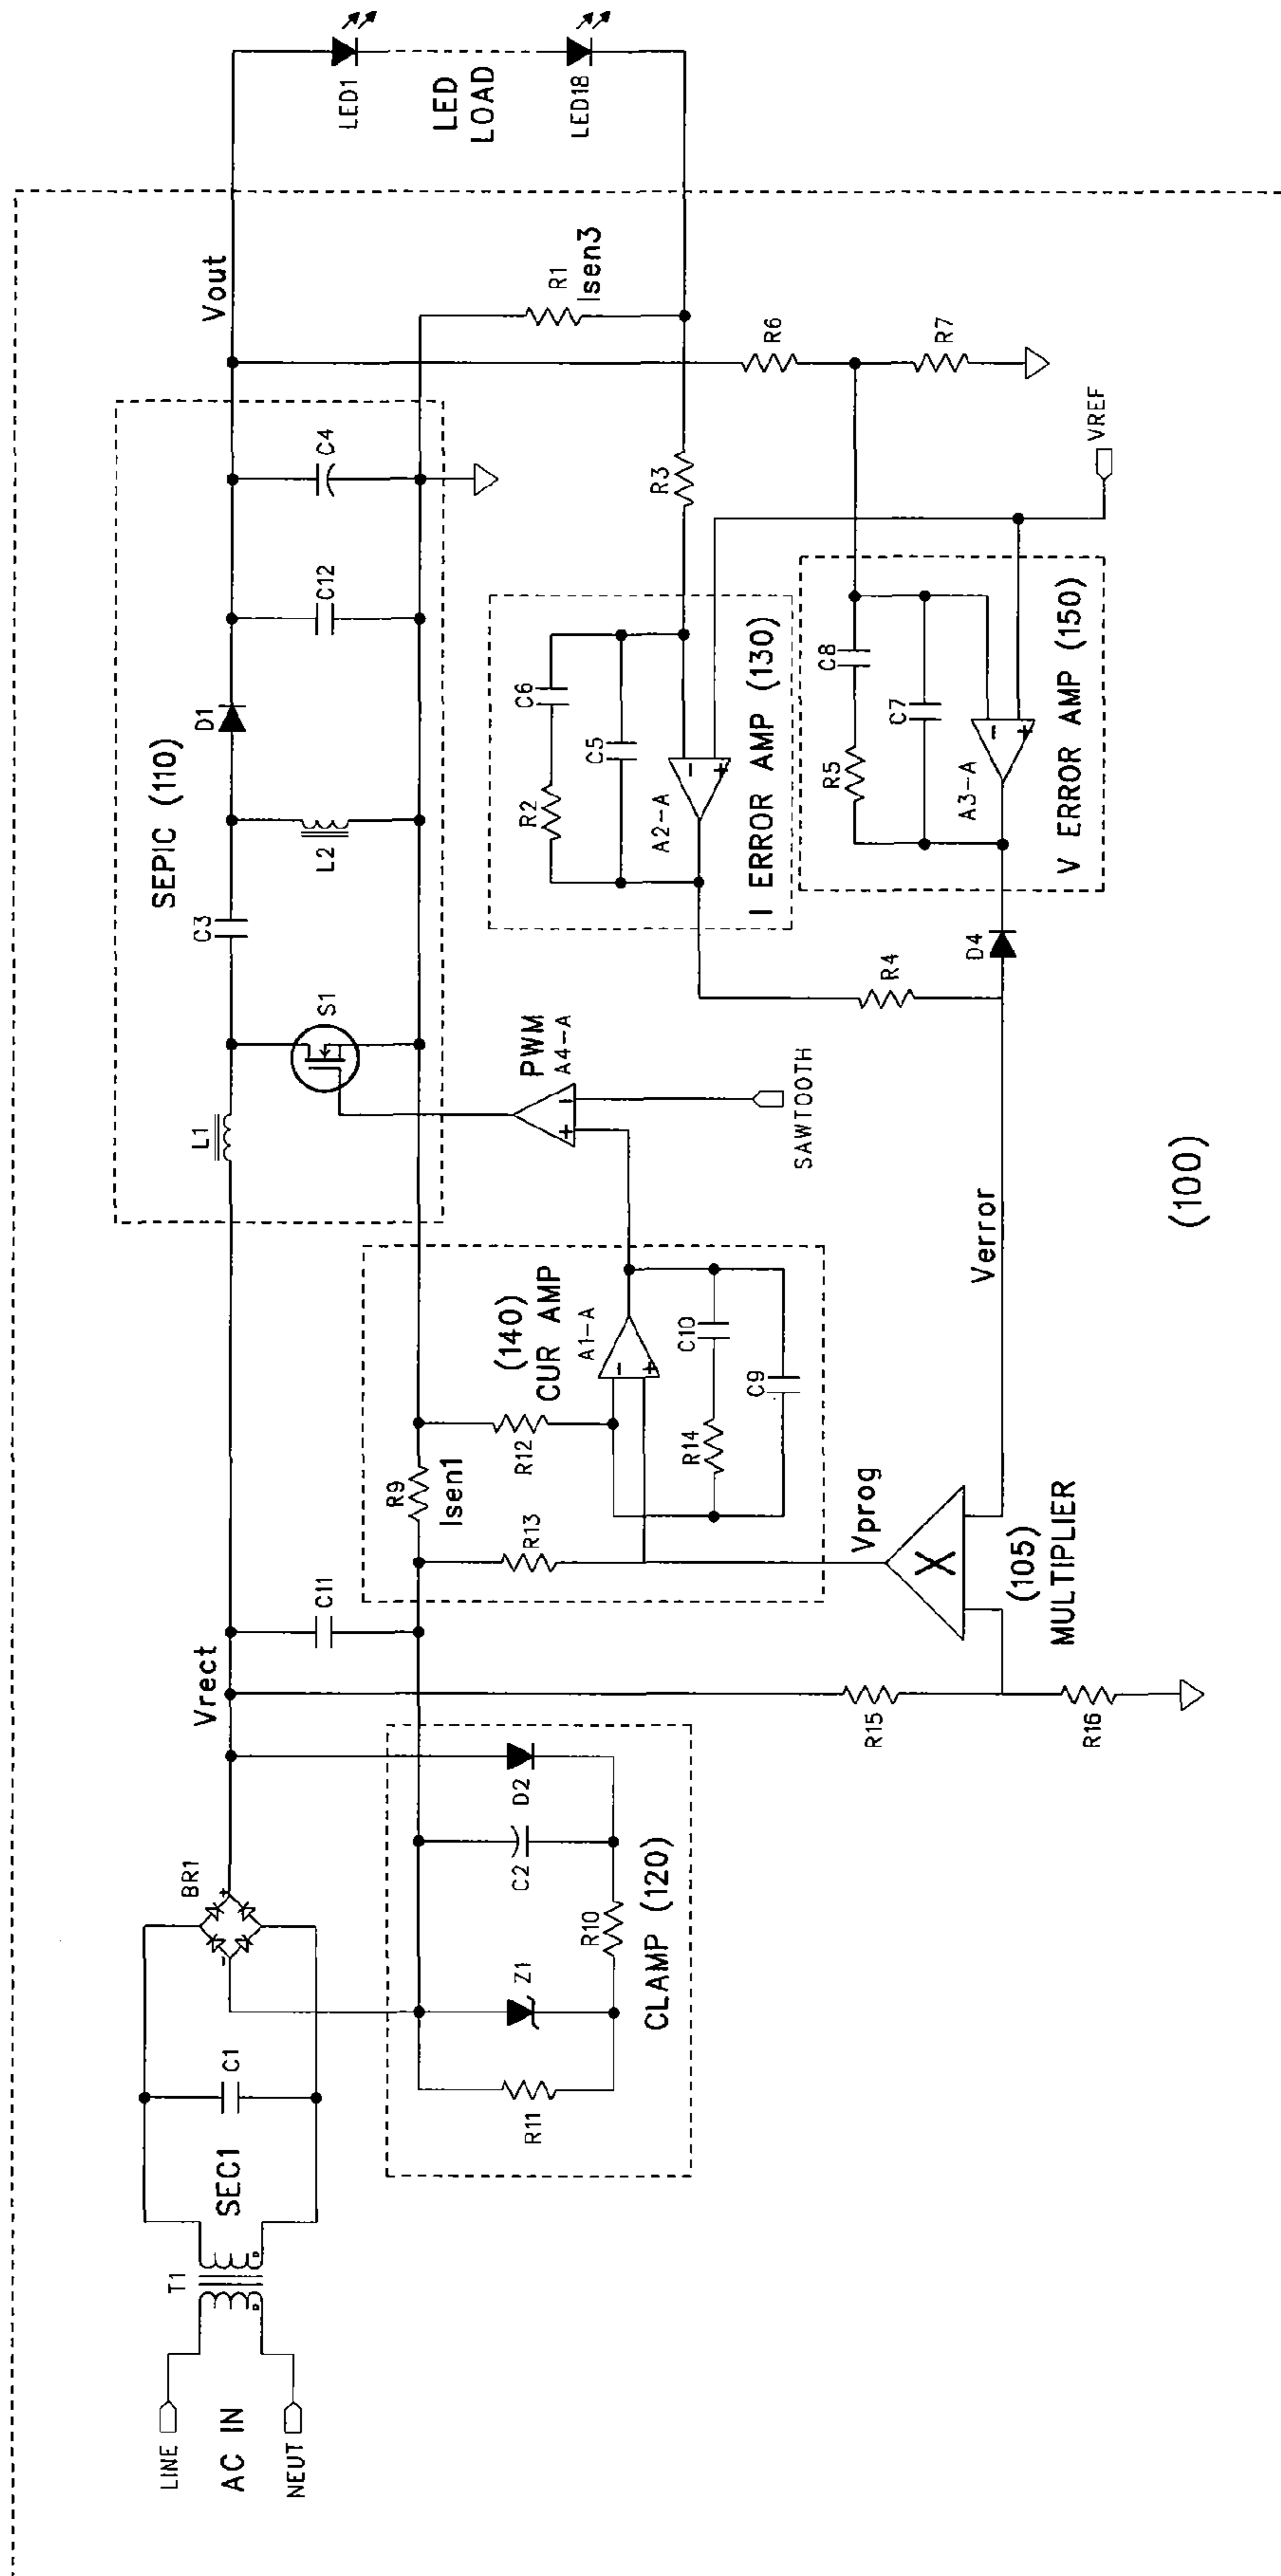 LINE
AC IN
NEUT
T1
SEC1
C1
BR1
+
-
Vrect
C11
R11
Z1
R10
C2
D2
CLAMP (120)
R15
R16
R9
Isen1
R13
R12
(140)
CUR AMP
A1-A
-
+
R14
C10
C9
Vprog
X
(105)
MULTIPLIER
Verror
SEPIC (110)
L1
S1
C3
L2
D1
C12
C4
Vout
PWM
A4-A
+
-
SAWTOOTH
R2
C6
C5
A2-A
-
+
I ERROR AMP (130)
R4
D4
R5
C8
C7
A3-A
-
+
V ERROR AMP (150)
R3
R1
Isen3
R6
R7
VREF
LED1
LED
LOAD
LED18
(100)